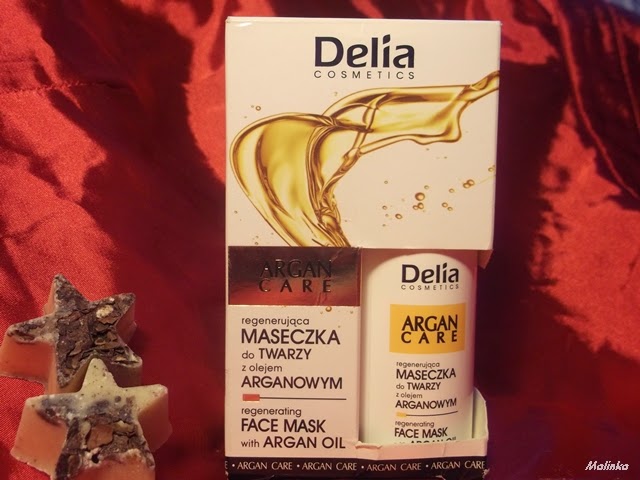 Delia
COSMETICS
ARGAN
CARE
regenerująca
MASECZKA
do TWARZY
z olejem
ARGANOWYM
regenerating
FACE MASK
with ARGAN OIL
Delia
COSMETICS
ARGAN
CARE
regenerująca
MASECZKA
do TWARZY
z olejem
ARGANOWYM
regenerating
FACE MASK
ARGAN OIL
• ARGAN CARE • ARGAN CARE • ARGAN CARE • ARGAN CARE
Malinka